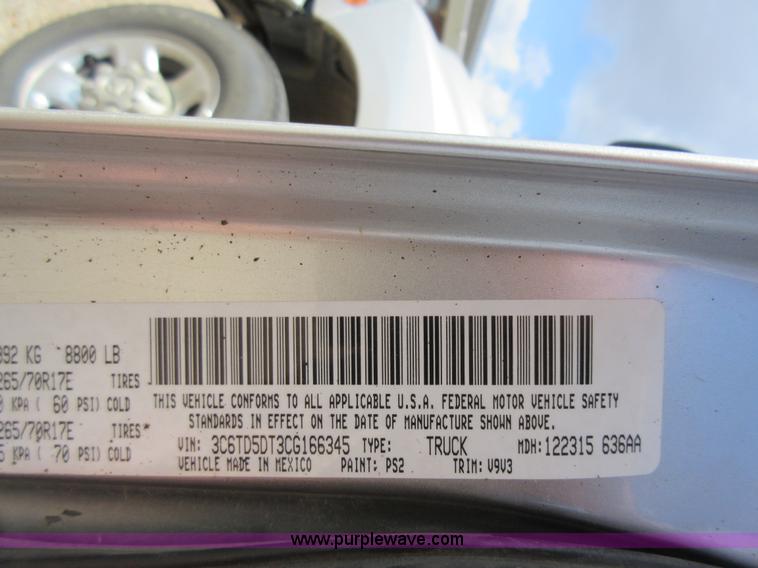 392 KG 8800 LB
265/70R17E TIRES
KPA ( 60 PSI) COLD
265/70R17E TIRES*
5 KPA ( 70 PSI) COLD
THIS VEHICLE CONFORMS TO ALL APPLICABLE U.S.A. FEDERAL MOTOR VEHICLE SAFETY
STANDARDS IN EFFECT ON THE DATE OF MANUFACTURE SHOWN ABOVE.
VIN: 3C6TD5DT3CG166345 TYPE: TRUCK MDH:122315 636AA
VEHICLE MADE IN MEXICO PAINT: PS2 TRIM: V9V3
www.purplewave.com